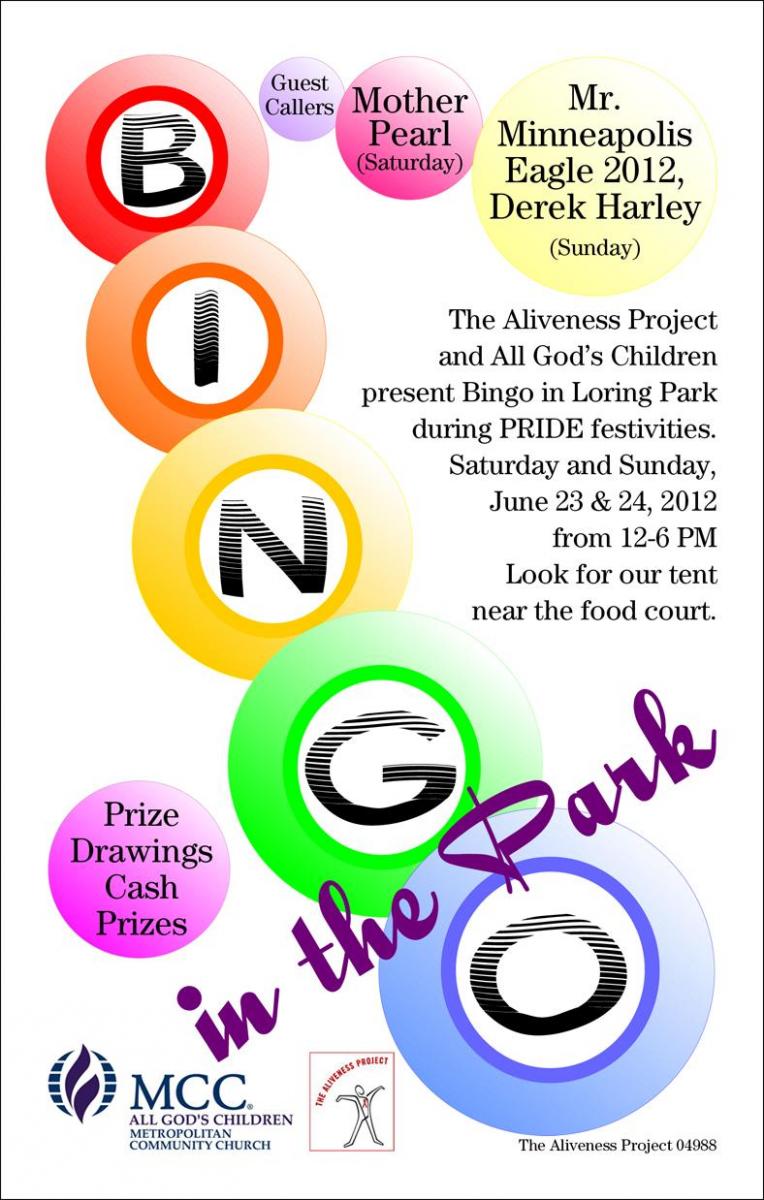 B
I
N
G
O
in the Park
Guest
Callers
Mother
Pearl
(Saturday)
Mr.
Minneapolis
Eagle 2012,
Derek Harley
(Sunday)
The Aliveness Project
and All God's Children
present Bingo in Loring Park
during PRIDE festivities.
Saturday and Sunday,
June 23 & 24, 2012
from 12-6 PM
Look for our tent
near the food court.
Prize
Drawings
Cash
Prizes
MCC®
ALL GOD'S CHILDREN
METROPOLITAN
COMMUNITY CHURCH
THE ALIVENESS PROJECT
The Aliveness Project 04988